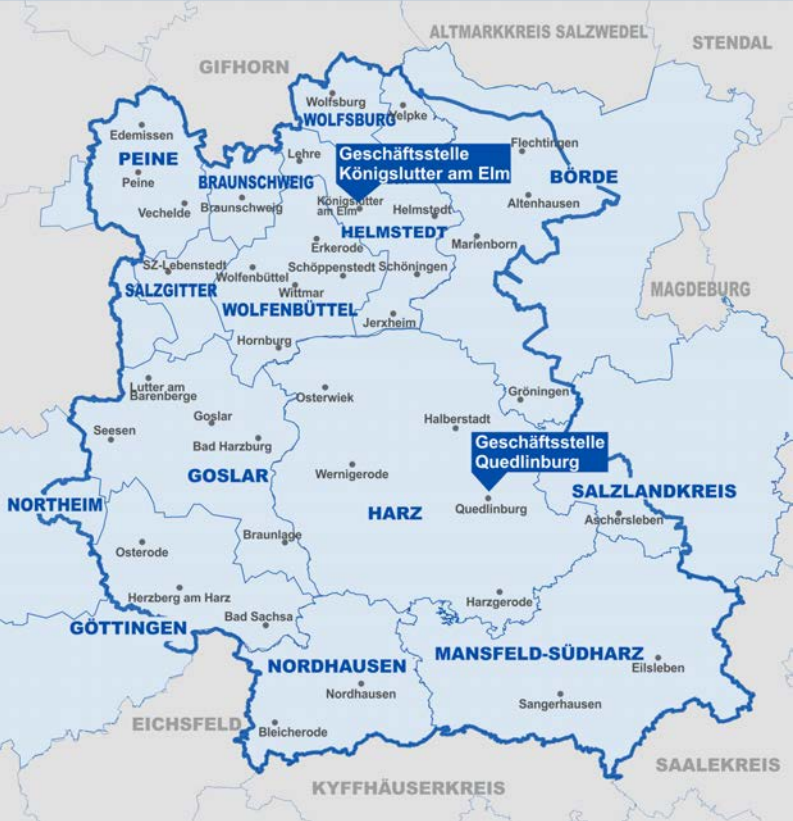 ALTMARKKREIS SALZWEDEL
STENDAL
GIFHORN
Wolfsburg
WOLFSBURG
Velpke
Edemissen
PEINE
Peine
Vechelde
BRAUNSCHWEIG
Braunschweig
Lehre
Geschäftsstelle
Königslutter am Elm
Flechtingen
BÖRDE
Altenhausen
Königslutter
am Elm
Helmstedt
HELMSTEDT
Marienborn
Erkerode
SZ-Lebenstedt
SALZGITTER
Wolfenbüttel
Schöppenstedt
Schöningen
Wittmar
WOLFENBÜTTEL
MAGDEBURG
Jerxheim
Hornburg
Lutter am
Barenberge
Osterwiek
Gröningen
Goslar
Halberstadt
Seesen
Bad Harzburg
Geschäftsstelle
Quedlinburg
GOSLAR
Wernigerode
NORTHEIM
HARZ
Quedlinburg
SALZLANDKREIS
Aschersleben
Osterode
Braunlage
Herzberg am Harz
Harzgerode
Bad Sachsa
GÖTTINGEN
NORDHAUSEN
MANSFELD-SÜDHARZ
Eilsleben
Nordhausen
Sangerhausen
EICHSFELD
Bleicherode
SAALEKREIS
KYFFHÄUSERKREIS